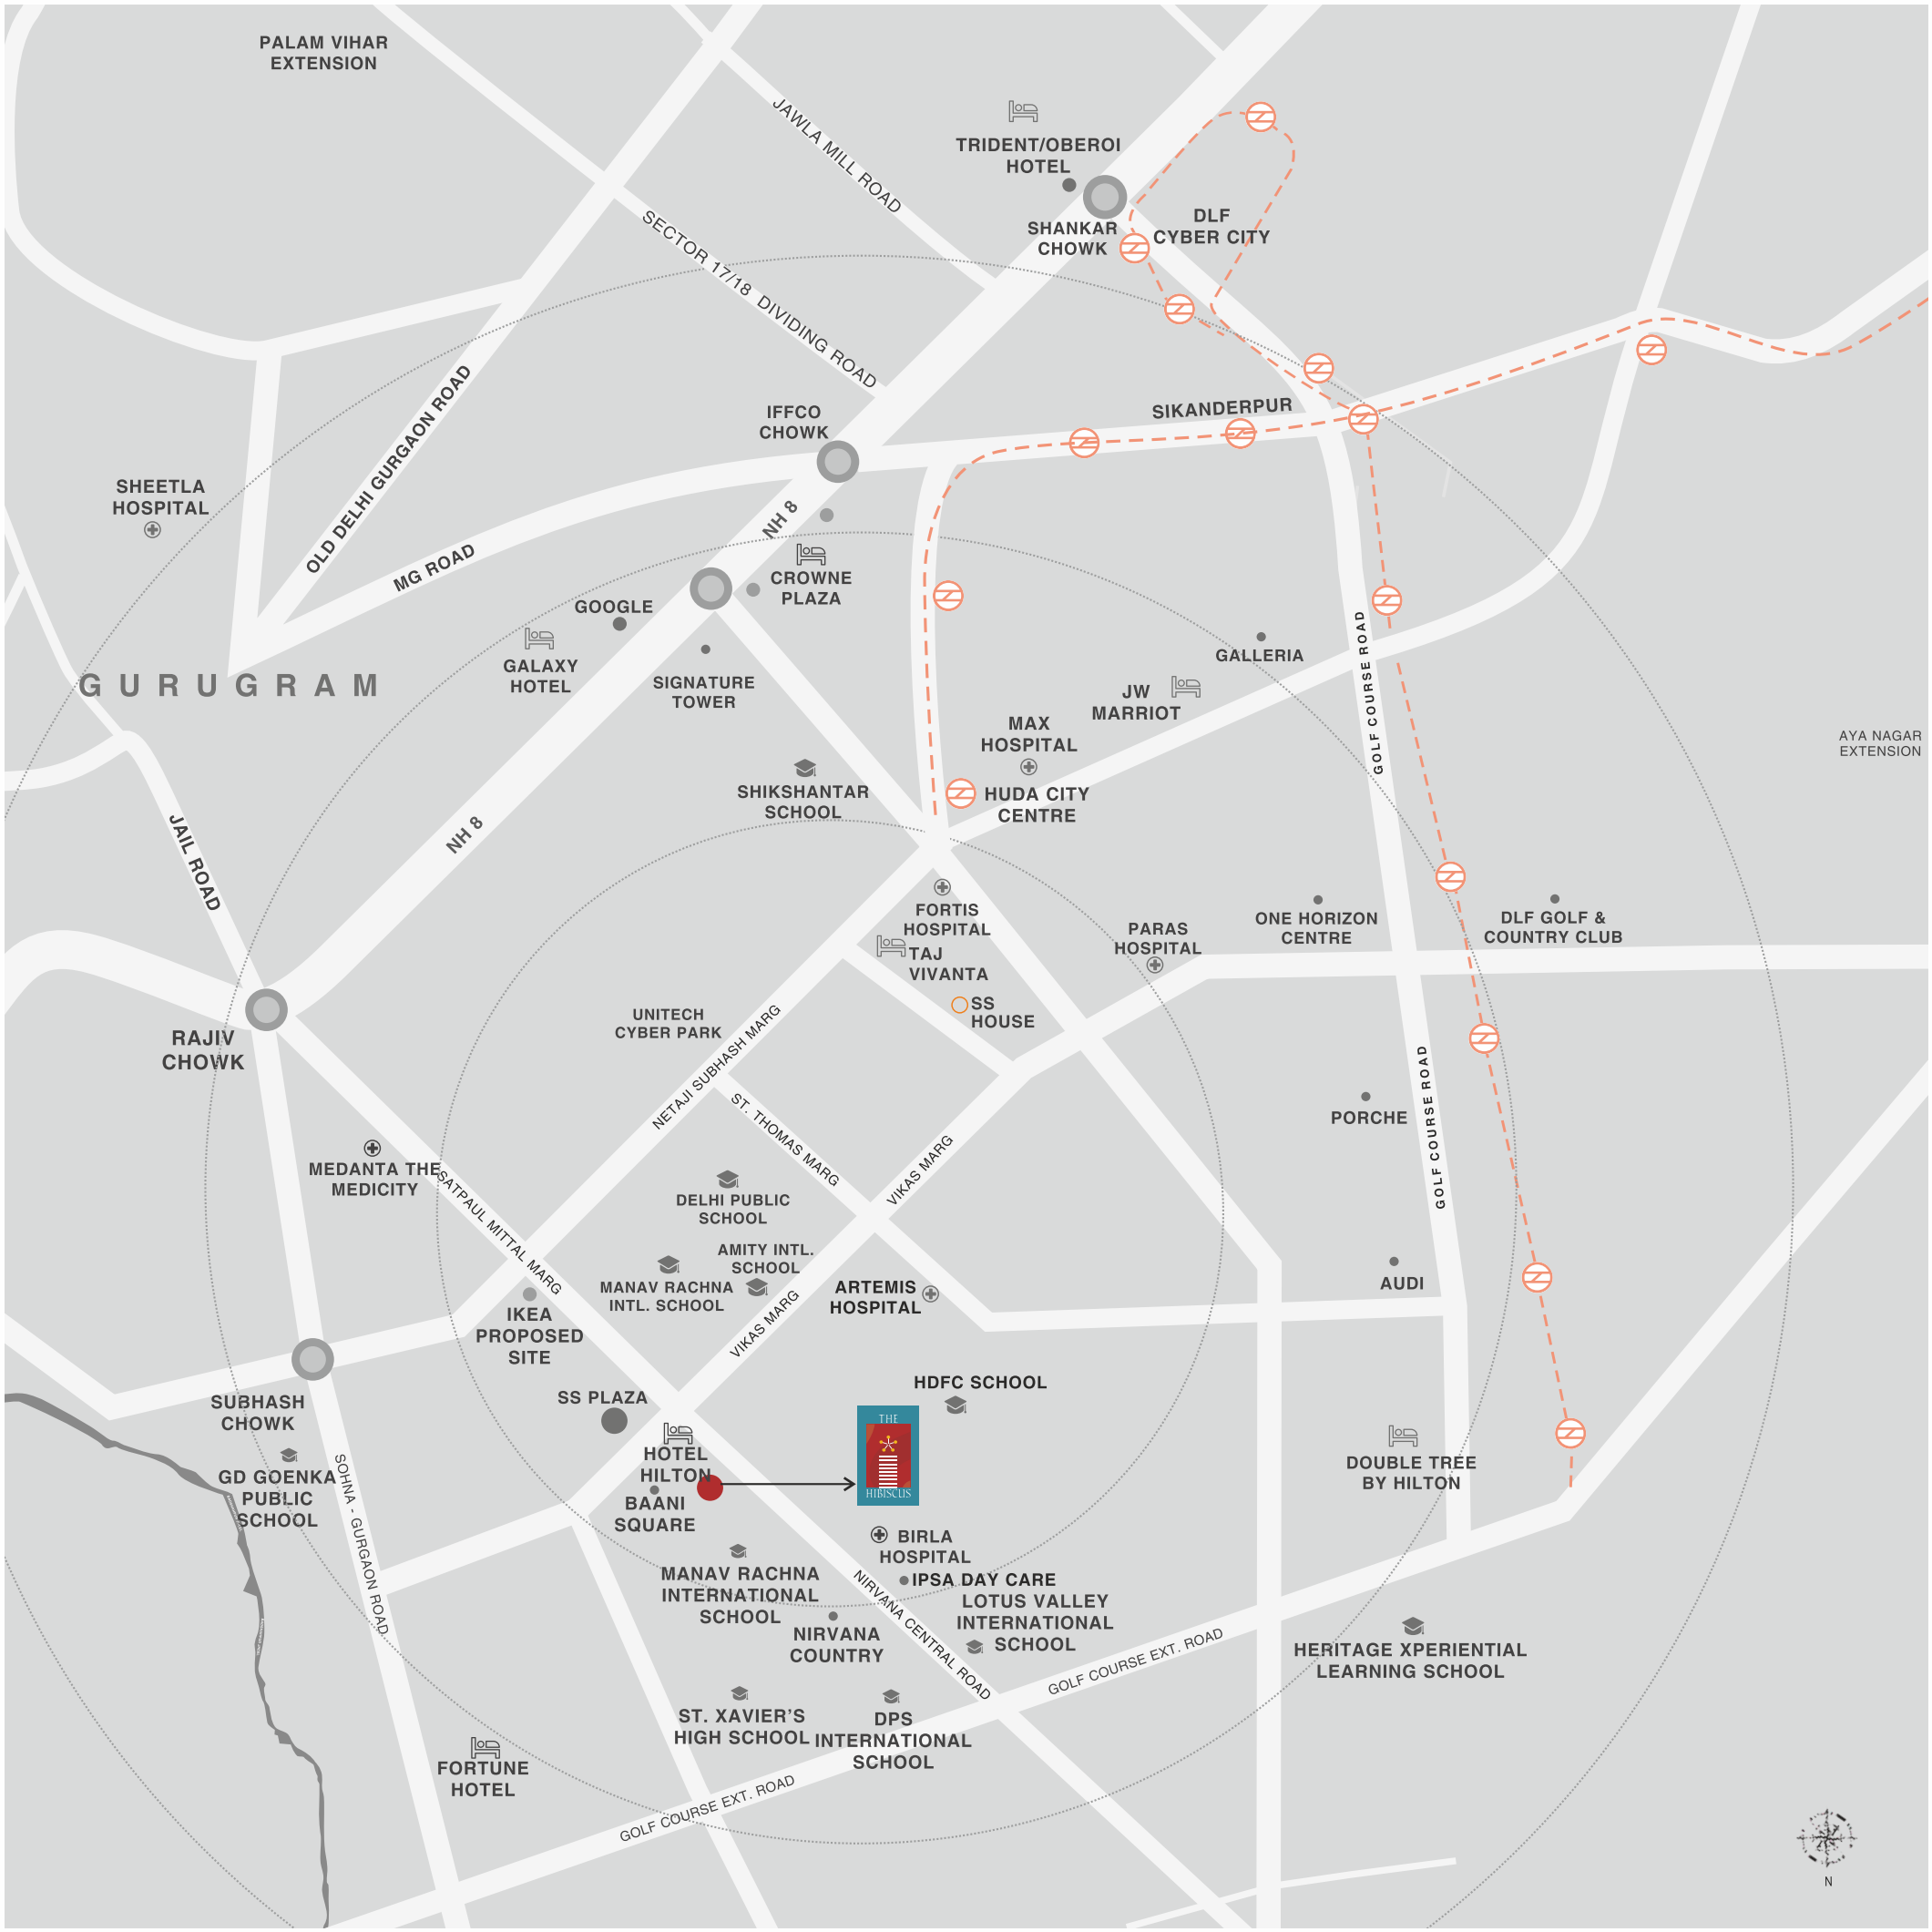 PALAM VIHAR
EXTENSION
JAWLA MILL ROAD
TRIDENT/OBEROI
HOTEL
SHANKAR
CHOWK
DLF
CYBER CITY
SECTOR 17/18 DIVIDING ROAD
OLD DELHI GURGAON ROAD
IFFCO
CHOWK
SIKANDERPUR
SHEETLA
HOSPITAL
MG ROAD
NH 8
CROWNE
PLAZA
GOOGLE
GALAXY
HOTEL
SIGNATURE
TOWER
GURUGRAM
GALLERIA
GOLF COURSE ROAD
JW
MARRIOT
MAX
HOSPITAL
AYA NAGAR
EXTENSION
SHIKSHANTAR
SCHOOL
HUDA CITY
CENTRE
NH 8
JAIL ROAD
FORTIS
HOSPITAL
TAJ
VIVANTA
PARAS
HOSPITAL
ONE HORIZON
CENTRE
DLF GOLF &
COUNTRY CLUB
SS
HOUSE
UNITECH
CYBER PARK
NETAJI SUBHASH MARG
RAJIV
CHOWK
ST. THOMAS MARG
VIKAS MARG
GOLF COURSE ROAD
PORCHE
MEDANTA THE
MEDICITY
SATPAUL MITTAL MARG
DELHI PUBLIC
SCHOOL
AMITY INTL.
SCHOOL
MANAV RACHNA
INTL. SCHOOL
VIKAS MARG
ARTEMIS
HOSPITAL
AUDI
IKEA
PROPOSED
SITE
SUBHASH
CHOWK
SS PLAZA
HDFC SCHOOL
THE
HIBISCUS
HOTEL
HILTON
BAANI
SQUARE
GD GOENKA
PUBLIC
SCHOOL
SOHNA - GURGAON ROAD
DOUBLE TREE
BY HILTON
BIRLA
HOSPITAL
IPSA DAY CARE
MANAV RACHNA
INTERNATIONAL
SCHOOL
LOTUS VALLEY
INTERNATIONAL
SCHOOL
NIRVANA CENTRAL ROAD
NIRVANA
COUNTRY
GOLF COURSE EXT. ROAD
HERITAGE XPERIENTIAL
LEARNING SCHOOL
ST. XAVIER'S
HIGH SCHOOL
DPS
INTERNATIONAL
SCHOOL
FORTUNE
HOTEL
GOLF COURSE EXT. ROAD
N